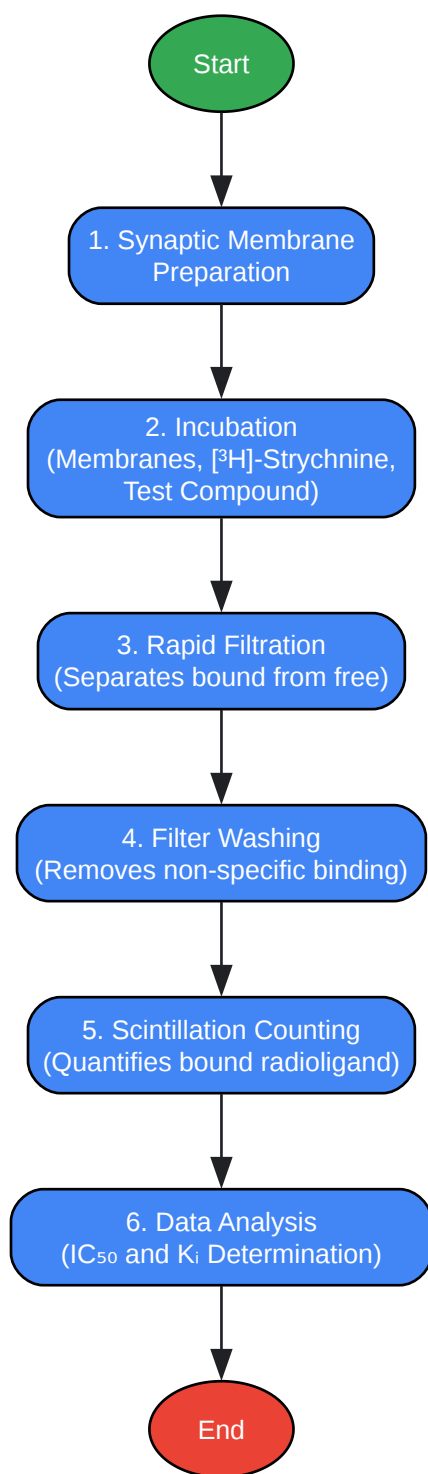 Start
1. Synaptic Membrane
Preparation
2. Incubation
(Membranes, [³H]-Strychnine,
Test Compound)
3. Rapid Filtration
(Separates bound from free)
4. Filter Washing
(Removes non-specific binding)
5. Scintillation Counting
(Quantifies bound radioligand)
6. Data Analysis
(IC₅₀ and Kᵢ Determination)
End